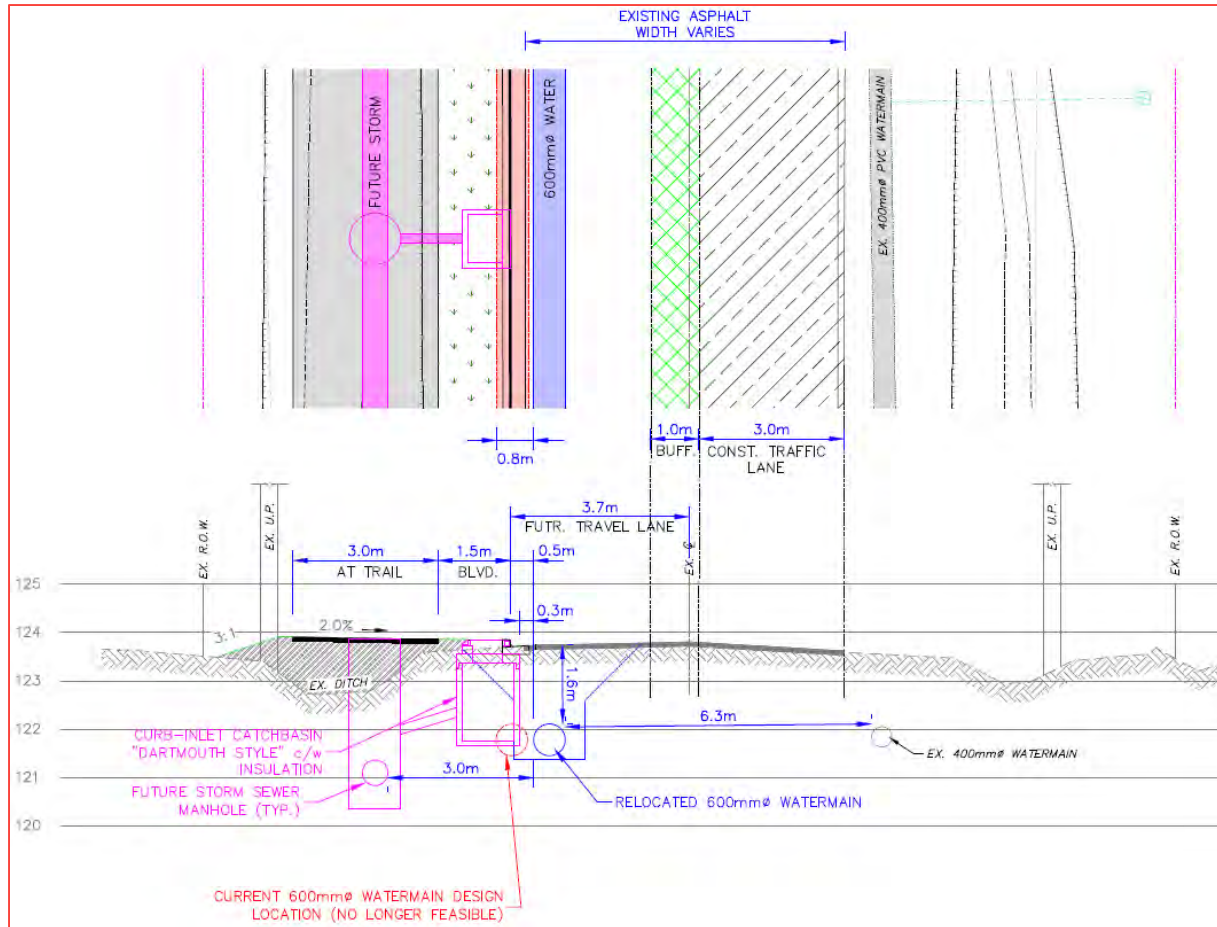 EXISTING ASPHALT
WIDTH VARIES
FUTURE STORM
600mmø WATER
EX. 400mmø PVC WATERMAIN
0.8m
1.0m
BUFF.
3.0m
CONST. TRAFFIC
LANE
3.7m
FUTR. TRAVEL LANE
EX. R.O.W.
EX. U.P.
3.0m
AT TRAIL
1.5m
BLVD.
0.5m
EX. ℄
EX. U.P.
EX. R.O.W.
0.3m
125
124
123
122
121
120
3:1
2.0%
EX. DITCH
1.6m
6.3m
CURB-INLET CATCHBASIN
"DARTMOUTH STYLE" c/w
INSULATION
3.0m
FUTURE STORM SEWER
MANHOLE (TYP.)
EX. 400mmø WATERMAIN
RELOCATED 600mmø WATERMAIN
CURRENT 600mmø WATERMAIN DESIGN
LOCATION (NO LONGER FEASIBLE)